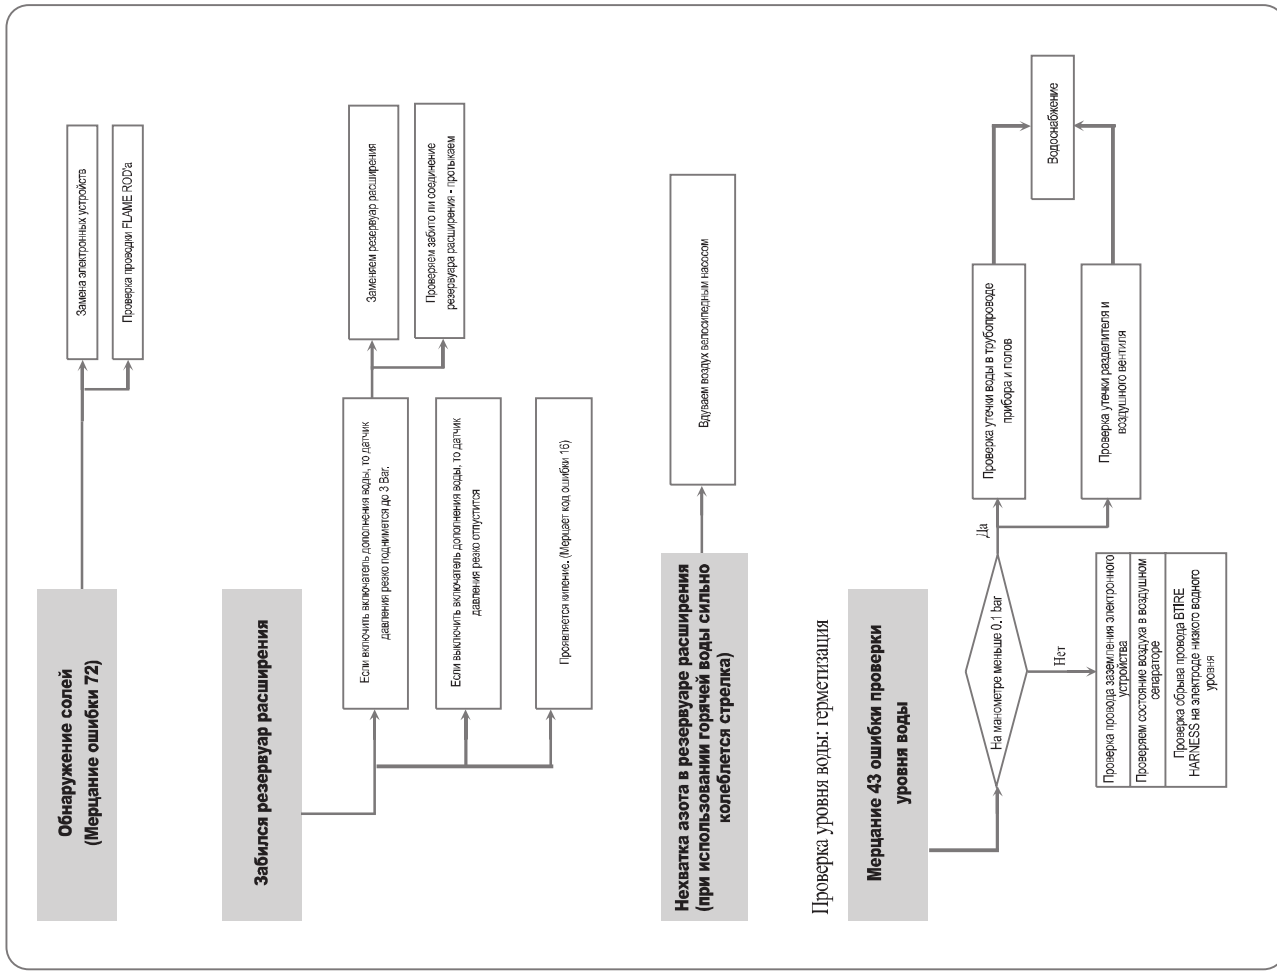 Обнаружение солей
(Мерцание ошибки 72)
Замена электронных устройств
Проверка проводки FLAME ROD'a
Забился резервуар расширения
Если включить включатель дополнения воды, то датчик
давления резко поднимется до 3 Bar.
Если выключить включатель дополнения воды, то датчик
давления резко отпустится
Проявляется кипение. (Мерцает код ошибки 16)
Заменяем резервуар расширения
Проверяем забито ли соединение
резервуара расширения - протыкаем
Нехватка азота в резервуаре расширения
(при использовании горячей воды сильно
колеблется стрелка)
Вдуваем воздух велосипедным насосом
Проверка уровня воды: герметизация
Мерцание 43 ошибки проверки
уровня воды
На манометре меньше 0.1 bar
Да
Нет
Проверка утечки воды в трубопроводе
прибора и полов
Проверка утечки разделителя и
воздушного вентиля
Водоснабжение
Проверка провода заземления электронного
устройства
Проверяем состояние воздуха в воздушном
сепараторе
Проверка обрыва провода BTIRE
HARNESS на электроде низкого водного
уровня